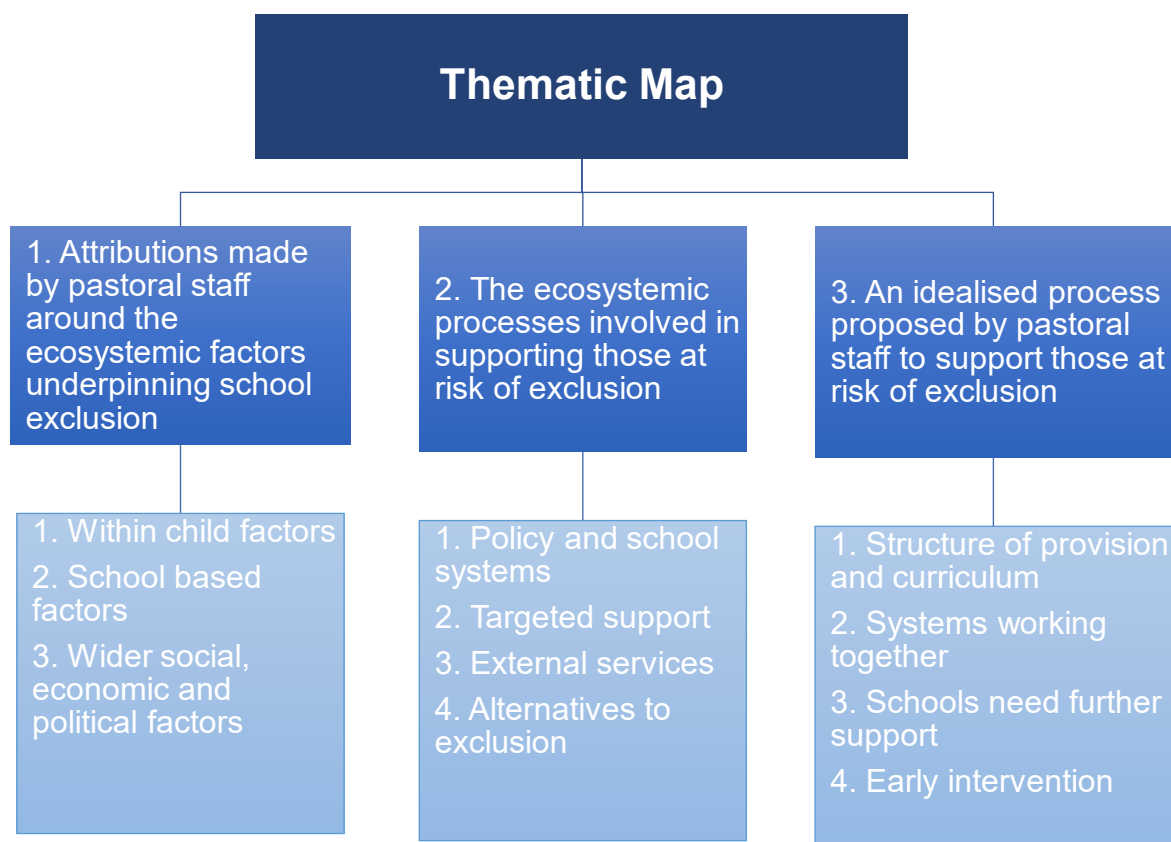 Thematic Map
1. Attributions made
by pastoral staff
around the
ecosystemic factors
underpinning school
exclusion
2. The ecosystemic
processes involved in
supporting those at
risk of exclusion
3. An idealised process
proposed by pastoral
staff to support those at
risk of exclusion
1. Within child factors
2. School based
factors
3. Wider social,
economic and
political factors
1. Policy and school
systems
2. Targeted support
3. External services
4. Alternatives to
exclusion
1. Structure of provision
and curriculum
2. Systems working
together
3. Schools need further
support
4. Early intervention